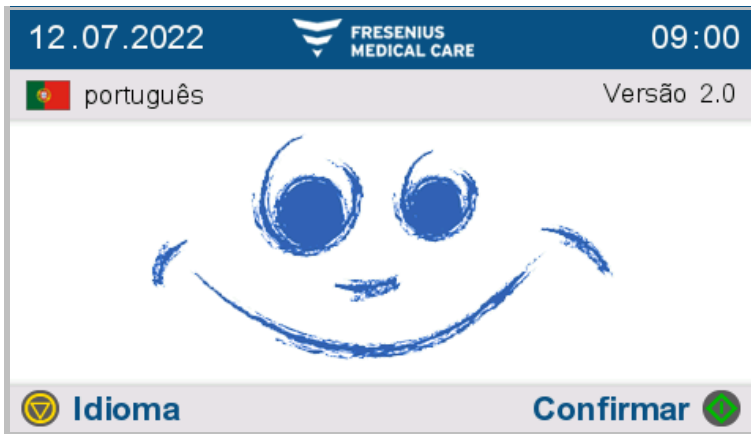 12.07.2022
FRESENIUS
MEDICAL CARE
09:00
português
Versão 2.0
Idioma
Confirmar